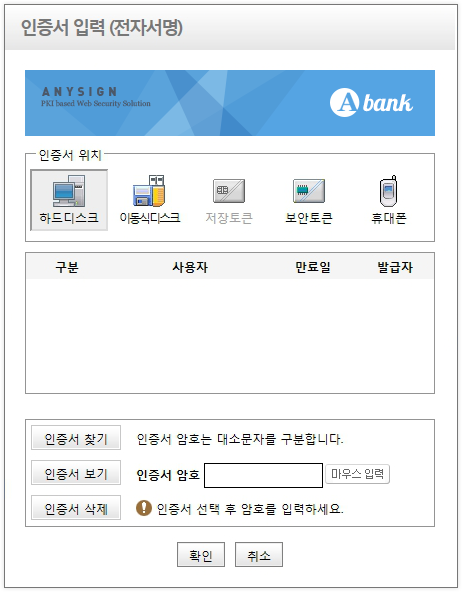 인증서 입력 (전자서명)
ANYSIGN
PKI based Web Security Solution
A bank
인증서 위치
하드디스크 이동식디스크 저장토큰 보안토큰 휴대폰
구분 사용자 만료일 발급자
인증서 찾기 인증서 암호는 대소문자를 구분합니다.
인증서 보기 인증서 암호 마우스 입력
인증서 삭제 ! 인증서 선택 후 암호를 입력하세요.
확인 취소